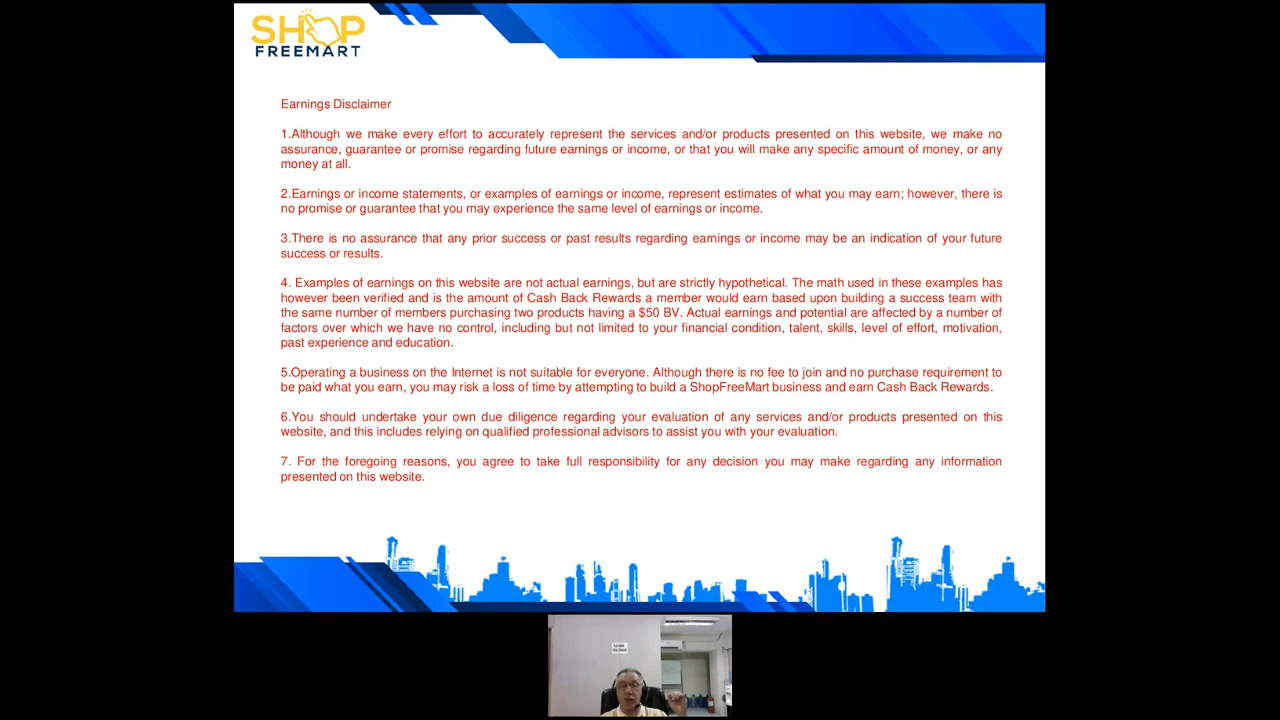 SHOP
FREEMART
Earnings Disclaimer
1.Although we make every effort to accurately represent the services and/or products presented on this website, we make no
assurance, guarantee or promise regarding future earnings or income, or that you will make any specific amount of money, or any
money at all.
2.Earnings or income statements, or examples of earnings or income, represent estimates of what you may earn; however, there is
no promise or guarantee that you may experience the same level of earnings or income.
3.There is no assurance that any prior success or past results regarding earnings or income may be an indication of your future
success or results.
4. Examples of earnings on this website are not actual earnings, but are strictly hypothetical. The math used in these examples has
however been verified and is the amount of Cash Back Rewards a member would earn based upon building a success team with
the same number of members purchasing two products having a $50 BV. Actual earnings and potential are affected by a number of
factors over which we have no control, including but not limited to your financial condition, talent, skills, level of effort, motivation,
past experience and education.
5.Operating a business on the Internet is not suitable for everyone. Although there is no fee to join and no purchase requirement to
be paid what you earn, you may risk a loss of time by attempting to build a ShopFreeMart business and earn Cash Back Rewards.
6.You should undertake your own due diligence regarding your evaluation of any services and/or products presented on this
website, and this includes relying on qualified professional advisors to assist you with your evaluation.
7. For the foregoing reasons, you agree to take full responsibility for any decision you may make regarding any information
presented on this website.